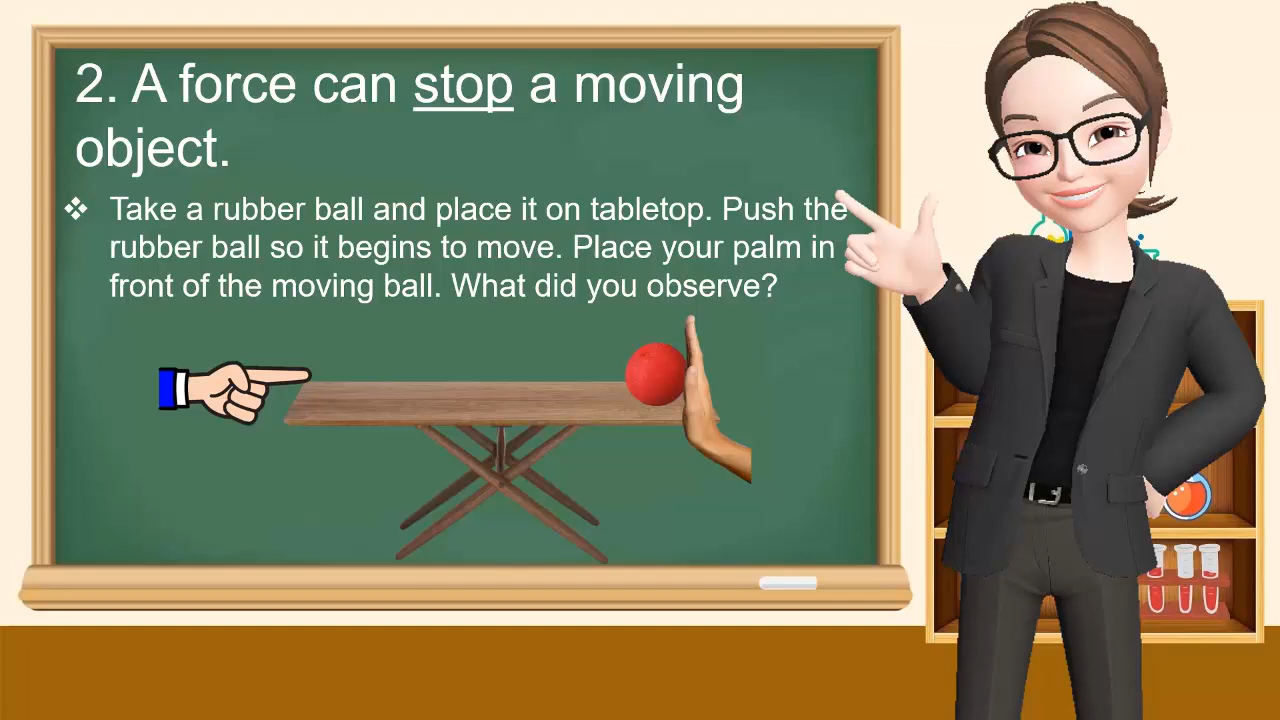 2. A force can stop a moving
object.
❖ Take a rubber ball and place it on tabletop. Push the
rubber ball so it begins to move. Place your palm in
front of the moving ball. What did you observe?